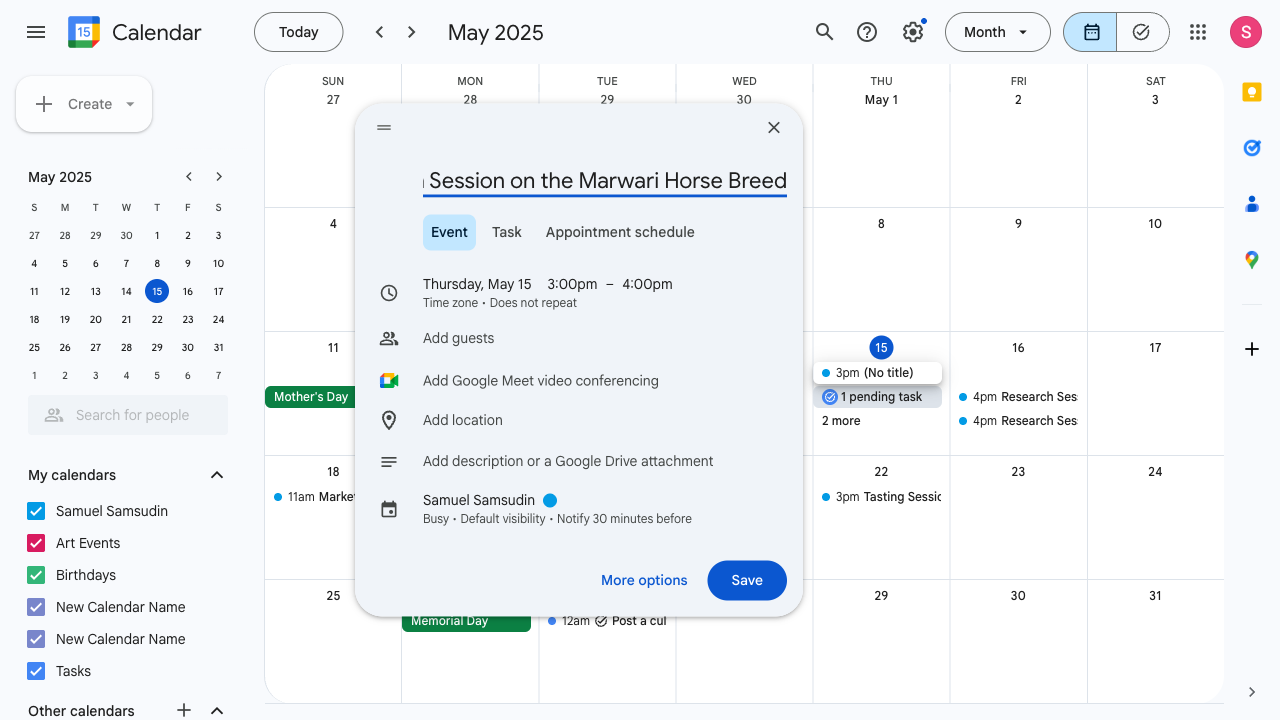 15
Calendar
Today
May 2025
Month
S
Create
May 2025
S M T W T F S
27 28 29 30 1 2 3
4 5 6 7 8 9 10
11 12 13 14 15 16 17
18 19 20 21 22 23 24
25 26 27 28 29 30 31
1 2 3 4 5 6 7
Search for people
My calendars
Samuel Samsudin
Art Events
Birthdays
New Calendar Name
New Calendar Name
Tasks
Other calendars
SUN MON TUE WED THU FRI SAT
27 28 29 30 May 1 2 3
4 8 9 10
11 15 16 17
Mother's Day
3pm (No title)
1 pending task
2 more
4pm Research Ses
4pm Research Ses
18 22 23 24
11am Marke
3pm Tasting Sessic
25 29 30 31
Memorial Day
12am Post a cul
Session on the Marwari Horse Breed
Event Task Appointment schedule
Thursday, May 15 3:00pm – 4:00pm
Time zone • Does not repeat
Add guests
Add Google Meet video conferencing
Add location
Add description or a Google Drive attachment
Samuel Samsudin
Busy • Default visibility • Notify 30 minutes before
More options
Save